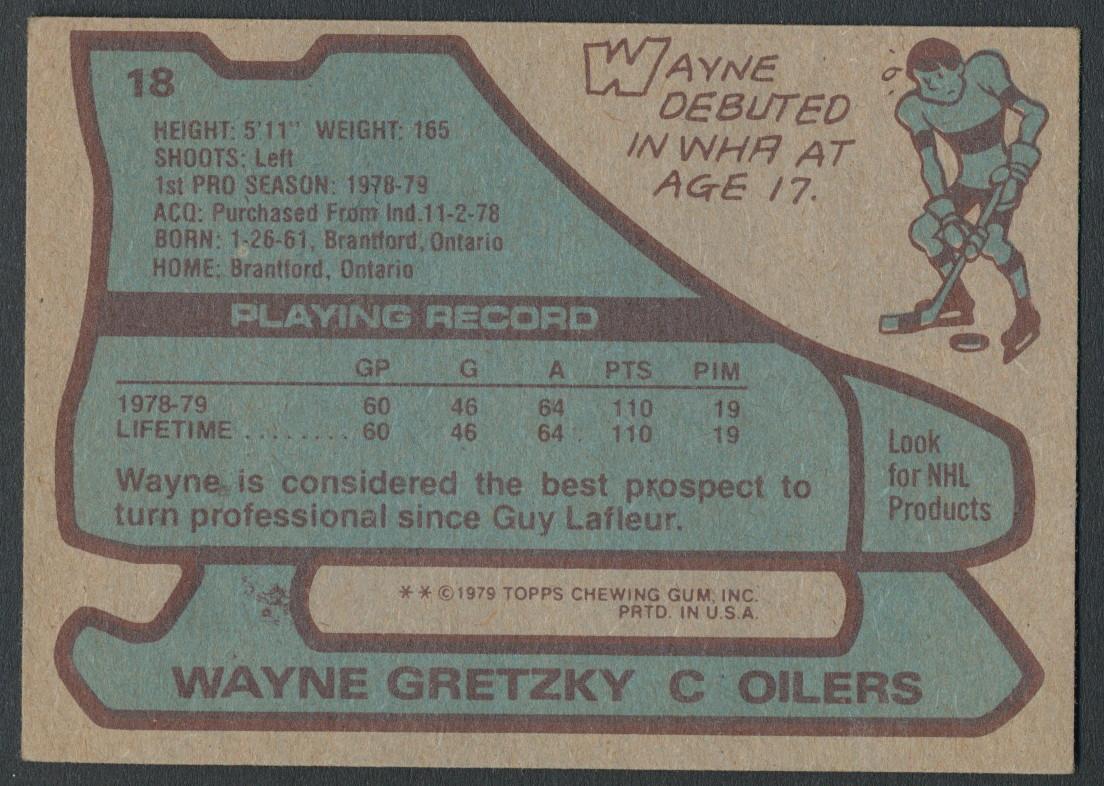 18
HEIGHT: 5'11" WEIGHT: 165
SHOOTS: Left
1st PRO SEASON: 1978-79
ACQ: Purchased From Ind.11-2-78
BORN: 1-26-61, Brantford, Ontario
HOME: Brantford, Ontario
WAYNE
DEBUTED
IN WHA AT
AGE 17.
PLAYING RECORD
GP G A PTS PIM
1978-79 60 46 64 110 19
LIFETIME ........ 60 46 64 110 19
Wayne is considered the best prospect to
turn professional since Guy Lafleur.
Look
for NHL
Products
** ©1979 TOPPS CHEWING GUM, INC.
PRTD. IN U.S.A.
WAYNE GRETZKY C OILERS